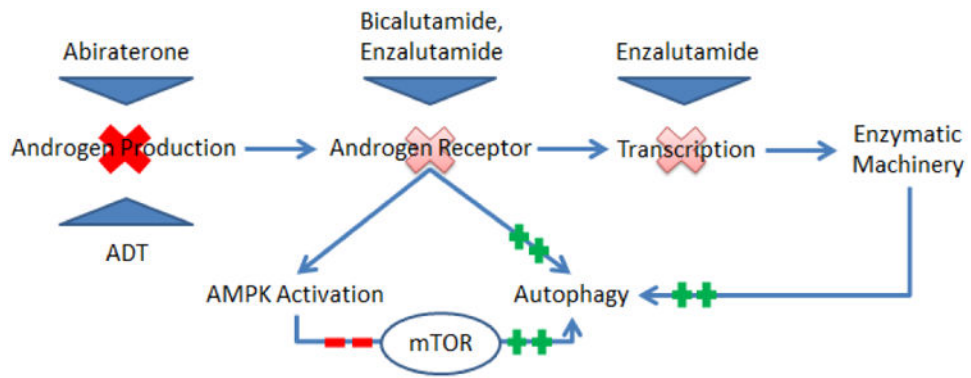 Abiraterone
Bicalutamide,
Enzalutamide
Enzalutamide
Androgen Production
Androgen Receptor
Transcription
Enzymatic
Machinery
ADT
AMPK Activation
Autophagy
mTOR